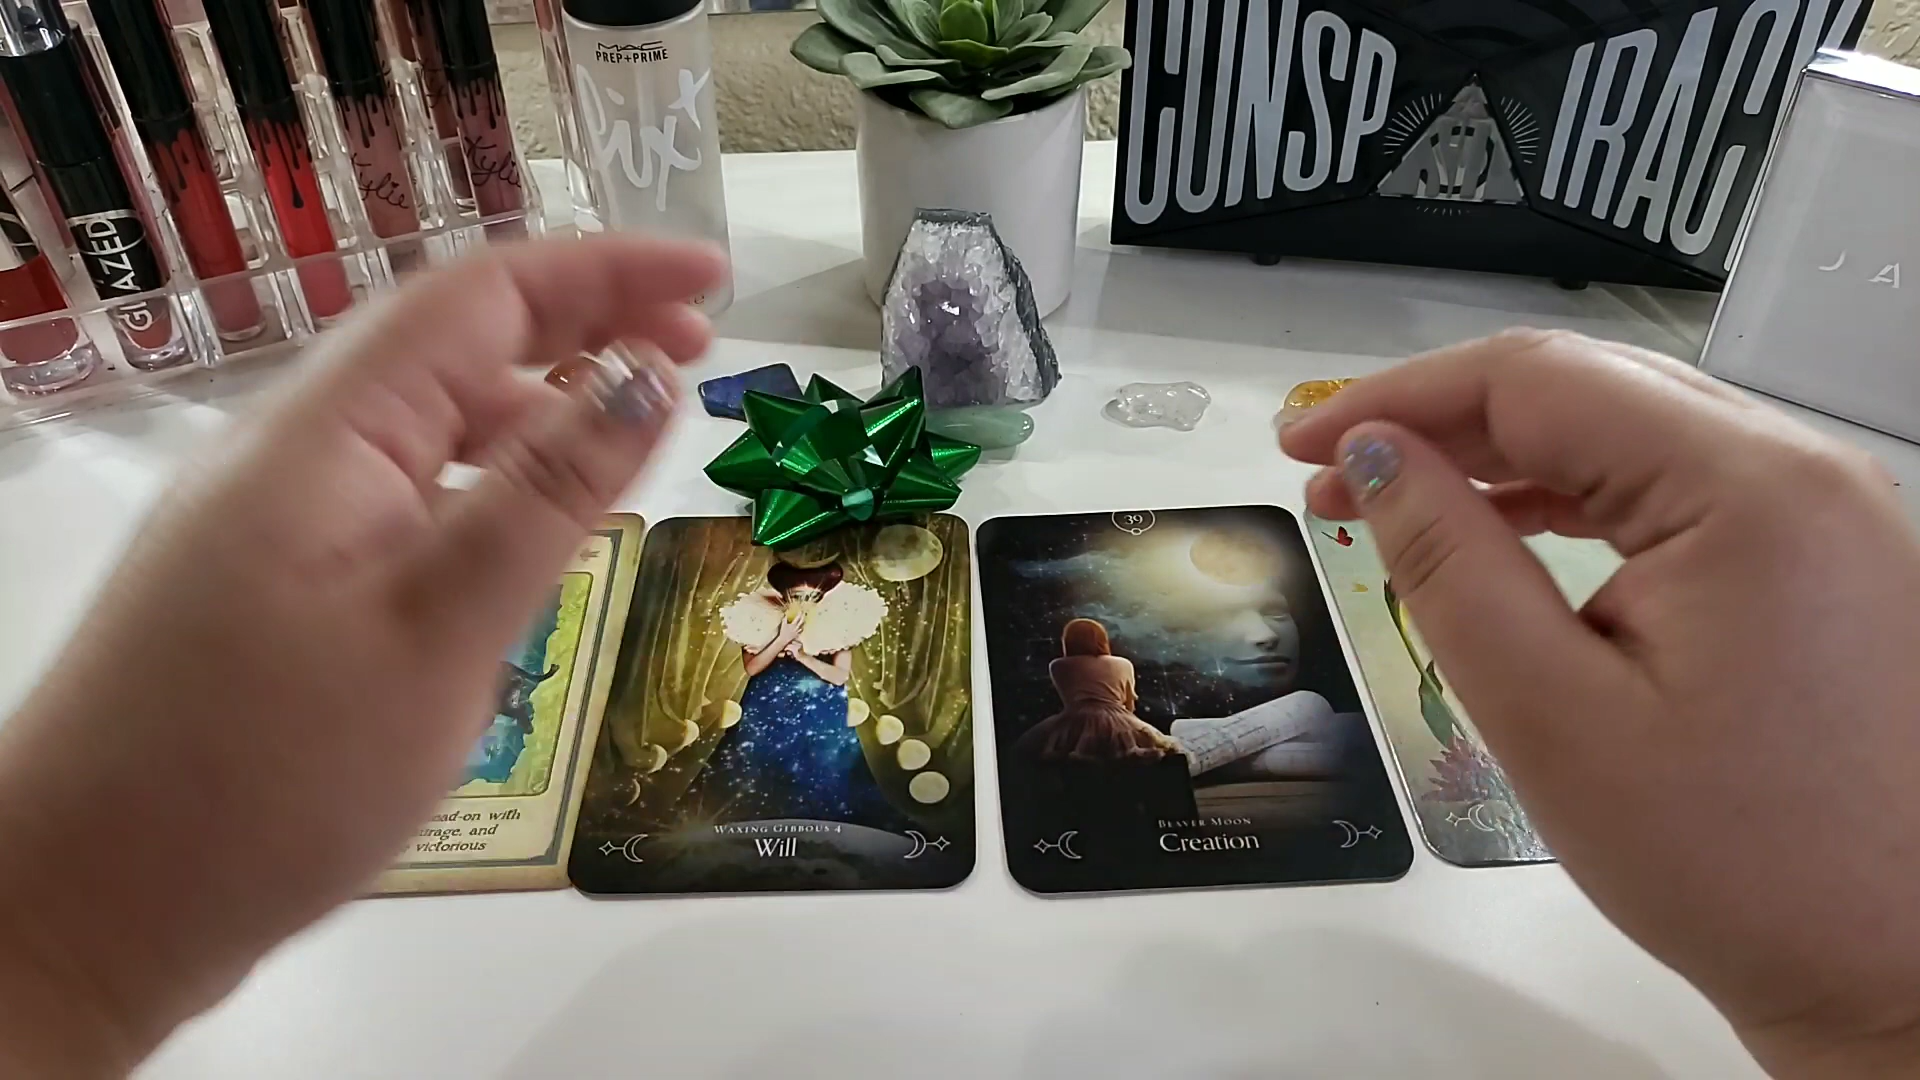 MAC
PREP+PRIME
fix+
Kylie
Kylie
GLAZED
CONSP
IRACY
J A
39
ead-on with
urage, and
victorious
WAXING GIBBOUS 4
Will
BEAVER MOON
Creation